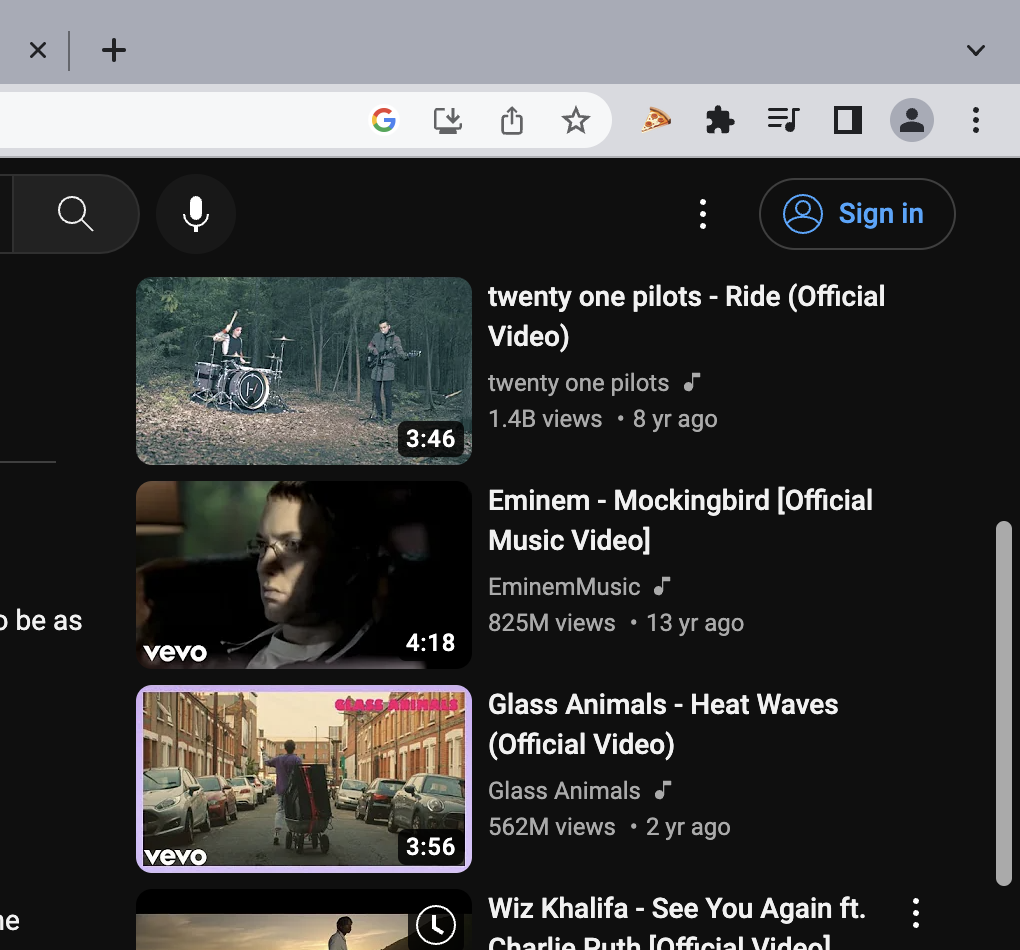 Sign in
twenty one pilots - Ride (Official
Video)
twenty one pilots
1.4B views • 8 yr ago
3:46
Eminem - Mockingbird [Official
Music Video]
EminemMusic
825M views • 13 yr ago
vevo
4:18
o be as
GLASS ANIMALS
Glass Animals - Heat Waves
(Official Video)
Glass Animals
562M views • 2 yr ago
vevo
3:56
Wiz Khalifa - See You Again ft.
Charlie Puth [Official Video]
ne